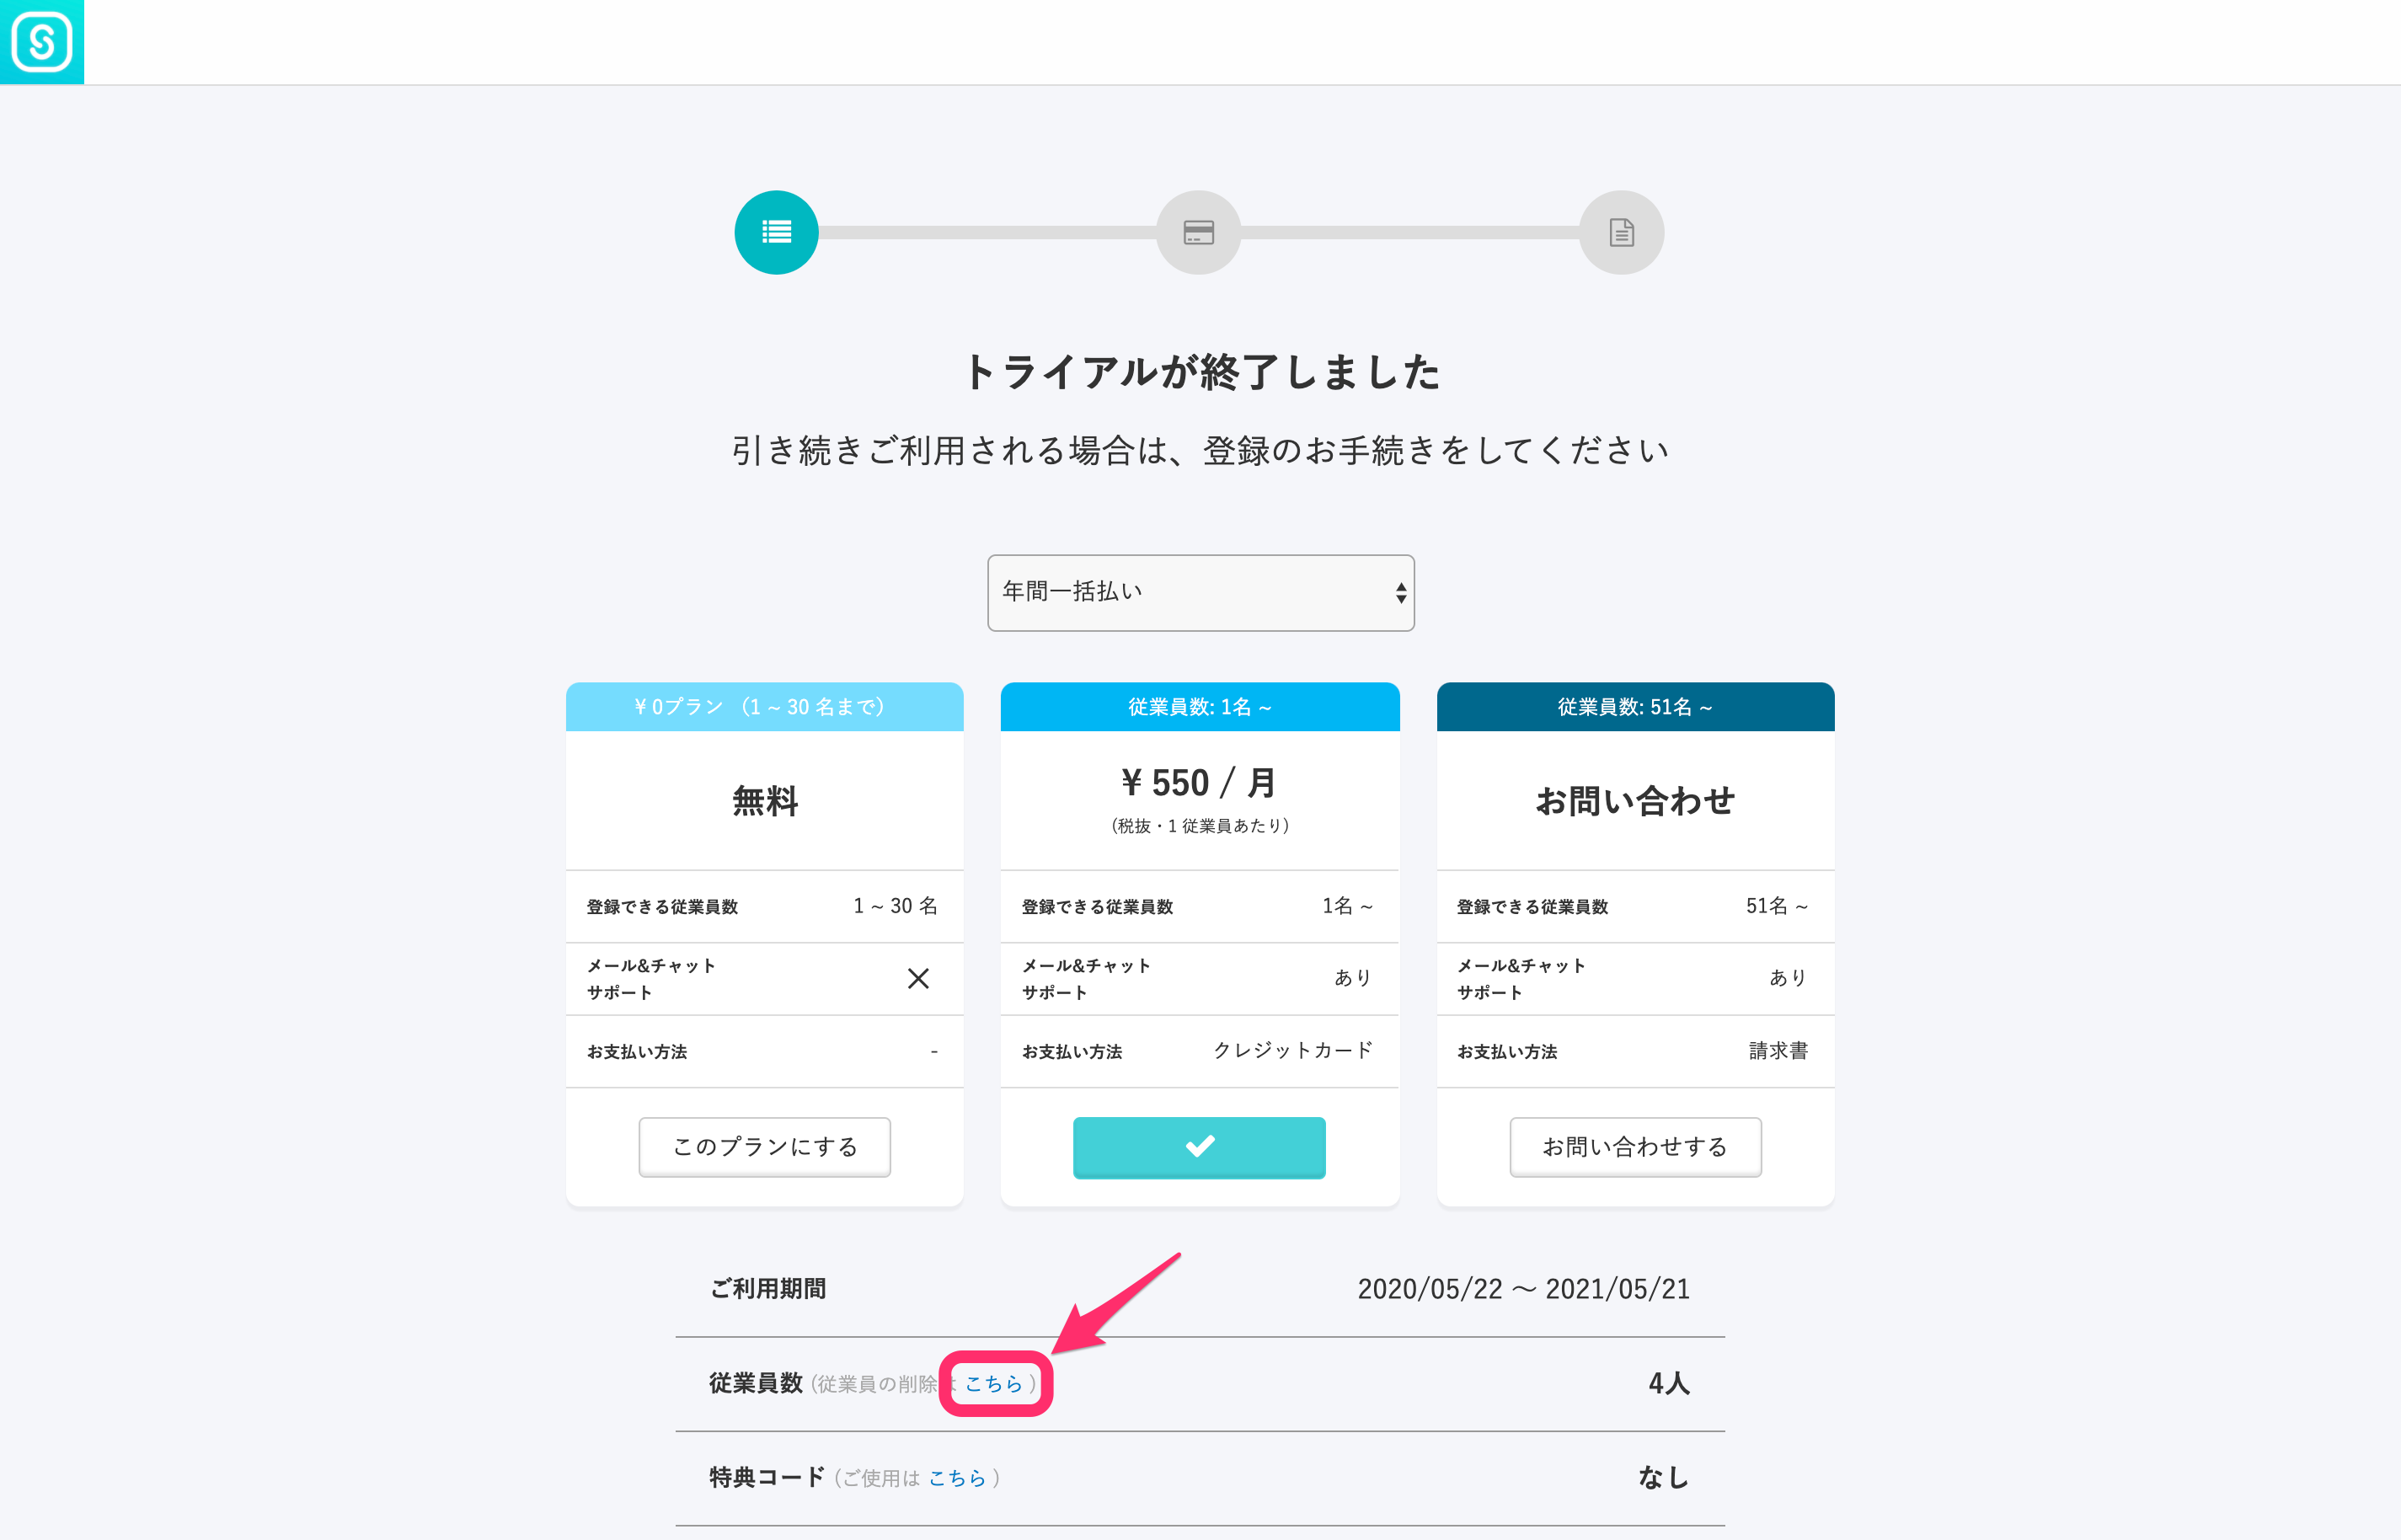 トライアルが終了しました
引き続きご利用される場合は、登録のお手続きをしてください
年間一括払い
¥ 0プラン （1 ~ 30 名まで）
無料
登録できる従業員数 1 ~ 30 名
メール&チャット
サポート
お支払い方法 -
このプランにする
従業員数: 1名 ~
¥ 550 / 月
（税抜・1 従業員あたり）
登録できる従業員数 1名 ~
メール&チャット
サポート あり
お支払い方法 クレジットカード
従業員数: 51名 ~
お問い合わせ
登録できる従業員数 51名 ~
メール&チャット
サポート あり
お支払い方法 請求書
お問い合わせする
ご利用期間 2020/05/22 〜 2021/05/21
従業員数 （従業員の削除は こちら ） 4人
特典コード （ご使用は こちら ） なし